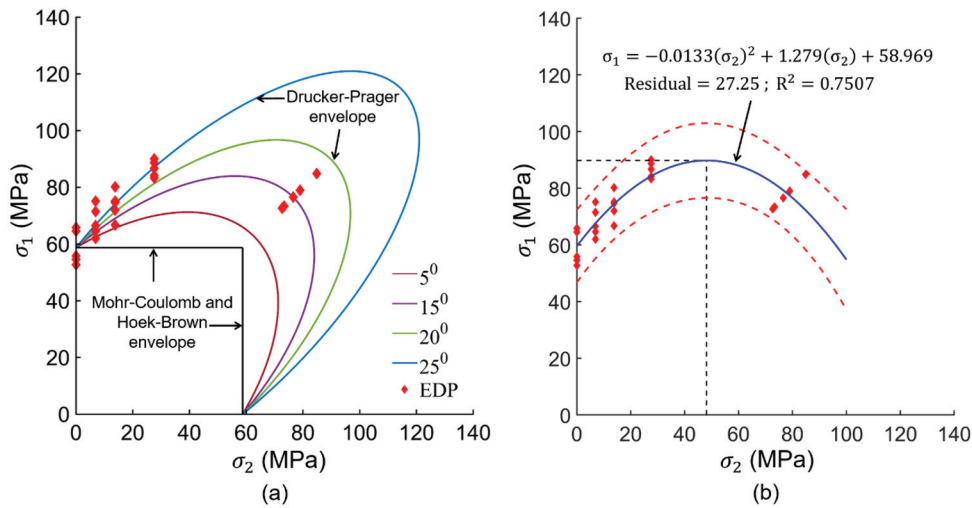 (a)
140
120
100
80
60
40
20
0
σ₁ (MPa)
Drucker-Prager
envelope
Mohr-Coulomb and
Hoek-Brown
envelope
5⁰
15⁰
20⁰
25⁰
EDP
0 20 40 60 80 100 120 140
σ₂ (MPa)
(a)
(b)
140
120
100
80
60
40
20
0
σ₁ (MPa)
σ₁ = −0.0133(σ₂)² + 1.279(σ₂) + 58.969
Residual = 27.25 ; R² = 0.7507
0 20 40 60 80 100 120 140
σ₂ (MPa)
(b)